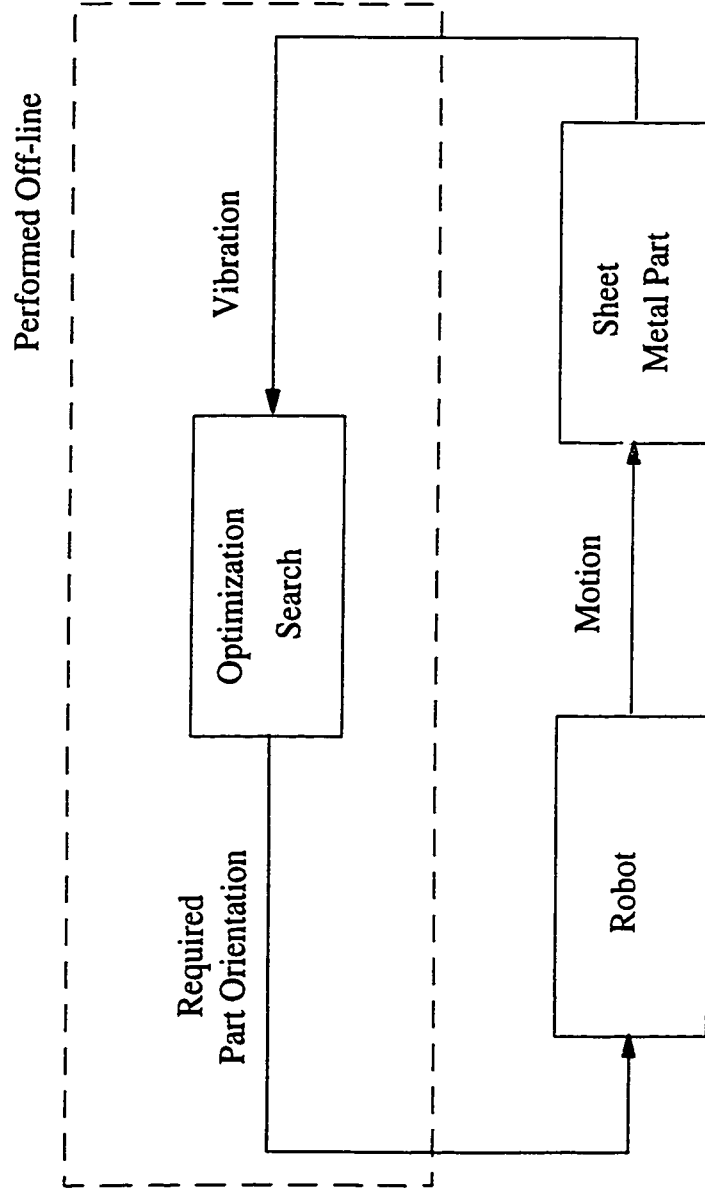 Performed Off-line
Required
Part Orientation
Optimization
Search
Vibration
Robot
Motion
Sheet
Metal Part